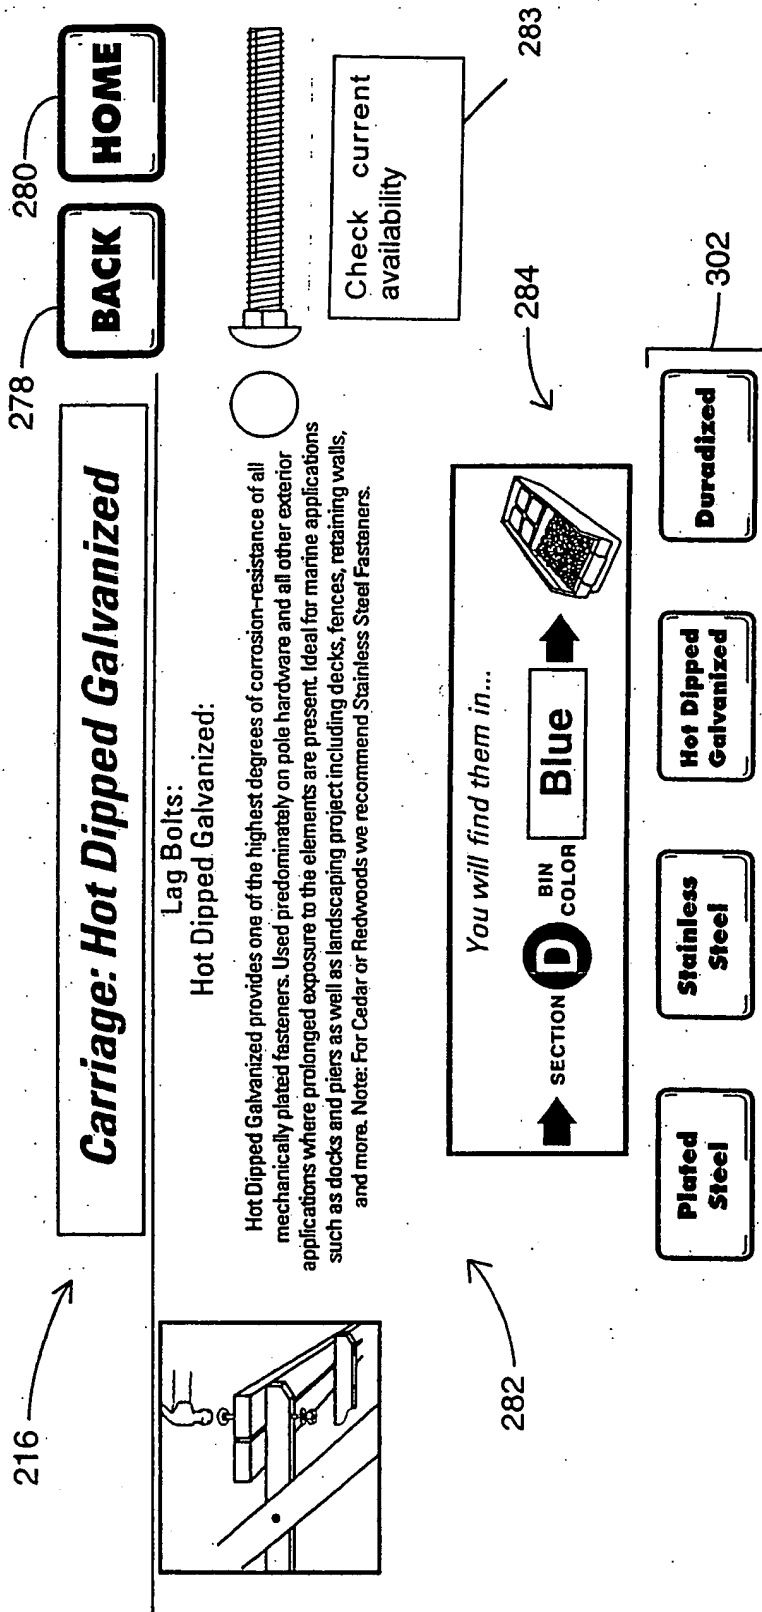 216
Carriage: Hot Dipped Galvanized
278
BACK
280
HOME
Lag Bolts:
Hot Dipped Galvanized:
Hot Dipped Galvanized provides one of the highest degrees of corrosion-resistance of all
mechanically plated fasteners. Used predominately on pole hardware and all other exterior
applications where prolonged exposure to the elements are present. Ideal for marine applications
such as docks and piers as well as landscaping project including decks, fences, retaining walls,
and more. Note: For Cedar or Redwoods we recommend Stainless Steel Fasteners.
Check current
availability
283
282
You will find them in...
SECTION
D
BIN
COLOR
Blue
284
Plated
Steel
Stainless
Steel
Hot Dipped
Galvanized
Duradized
302